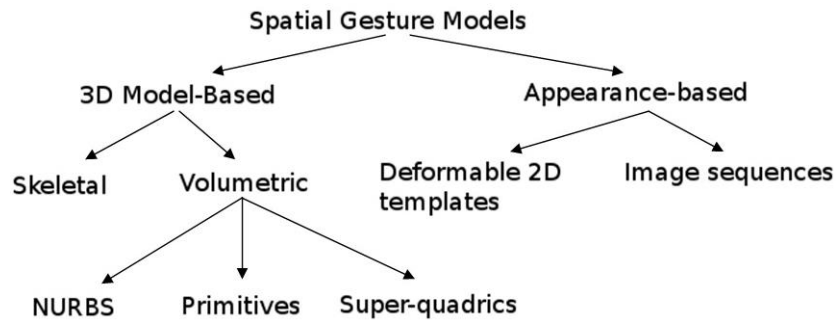 Spatial Gesture Models
3D Model-Based
Appearance-based
Skeletal
Volumetric
Deformable 2D
templates
Image sequences
NURBS
Primitives
Super-quadrics